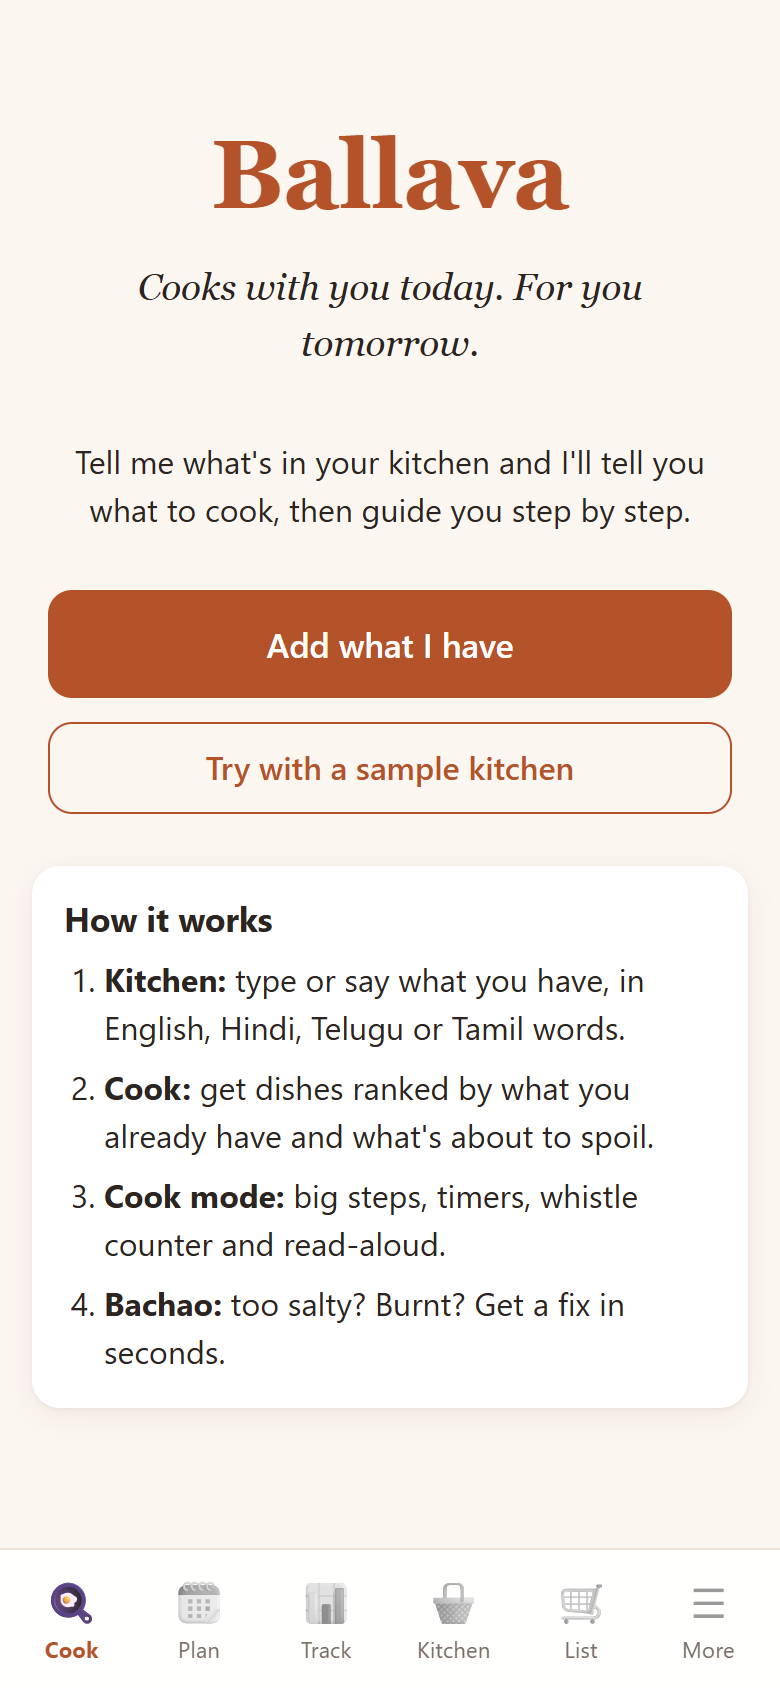 Ballava
Cooks with you today. For you
tomorrow.
Tell me what's in your kitchen and I'll tell you
what to cook, then guide you step by step.
Add what I have
Try with a sample kitchen
How it works
1. Kitchen: type or say what you have, in
English, Hindi, Telugu or Tamil words.
2. Cook: get dishes ranked by what you
already have and what's about to spoil.
3. Cook mode: big steps, timers, whistle
counter and read-aloud.
4. Bachao: too salty? Burnt? Get a fix in
seconds.
Cook Plan Track Kitchen List More